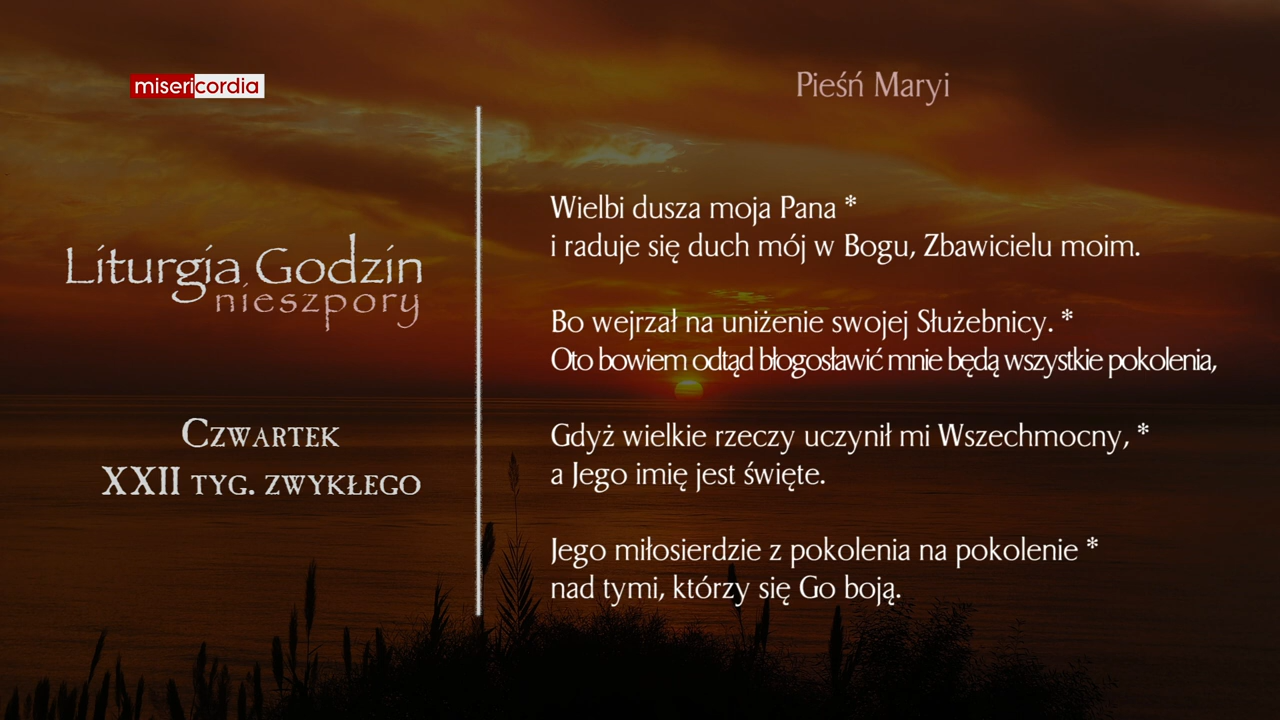 misericordia
Liturgia Godzin
nieszpory
Czwartek
XXII tyg. zwykłego
Pieśń Maryi
Wielbi dusza moja Pana *
i raduje się duch mój w Bogu, Zbawicielu moim.
Bo wejrzał na uniżenie swojej Służebnicy. *
Oto bowiem odtąd błogosławić mnie będą wszystkie pokolenia,
Gdyż wielkie rzeczy uczynił mi Wszechmocny, *
a Jego imię jest święte.
Jego miłosierdzie z pokolenia na pokolenie *
nad tymi, którzy się Go boją.